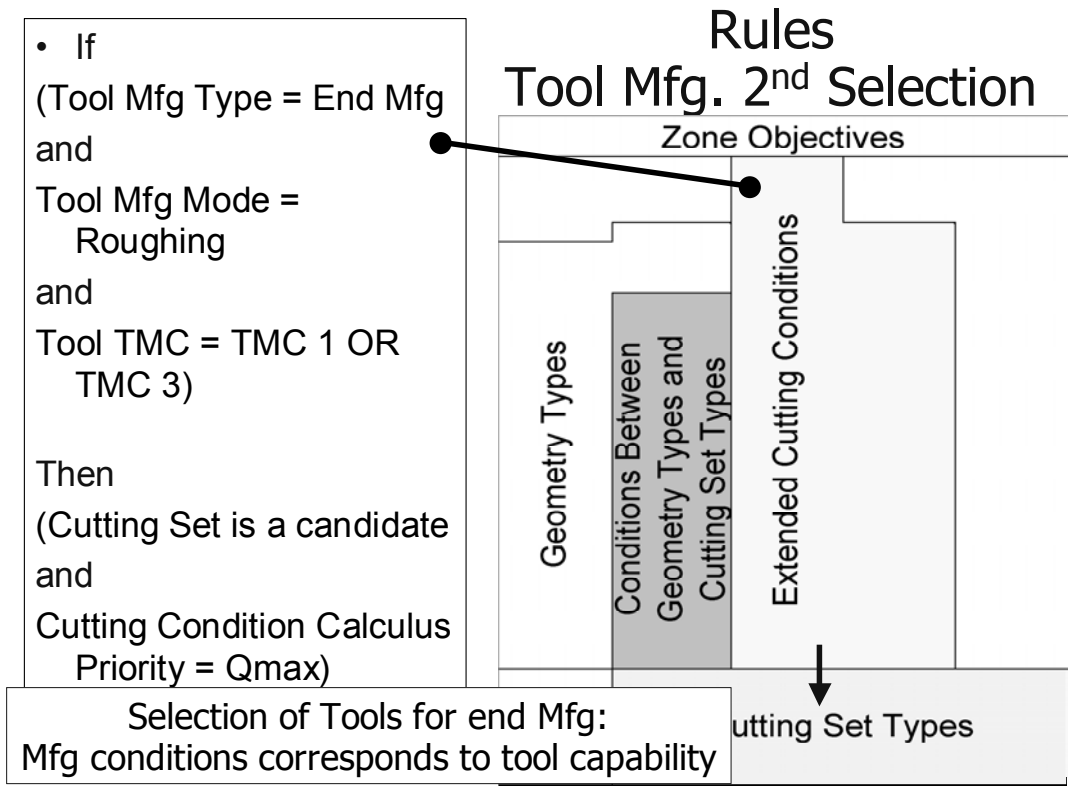 Rules
Tool Mfg. 2nd Selection
• If
(Tool Mfg Type = End Mfg
and
Tool Mfg Mode =
Roughing
and
Tool TMC = TMC 1 OR
TMC 3)
Then
(Cutting Set is a candidate
and
Cutting Condition Calculus
Priority = Qmax)
Selection of Tools for end Mfg:
Mfg conditions corresponds to tool capability
Zone Objectives
Geometry Types
Conditions Between
Geometry Types and
Cutting Set Types
Extended Cutting Conditions
utting Set Types